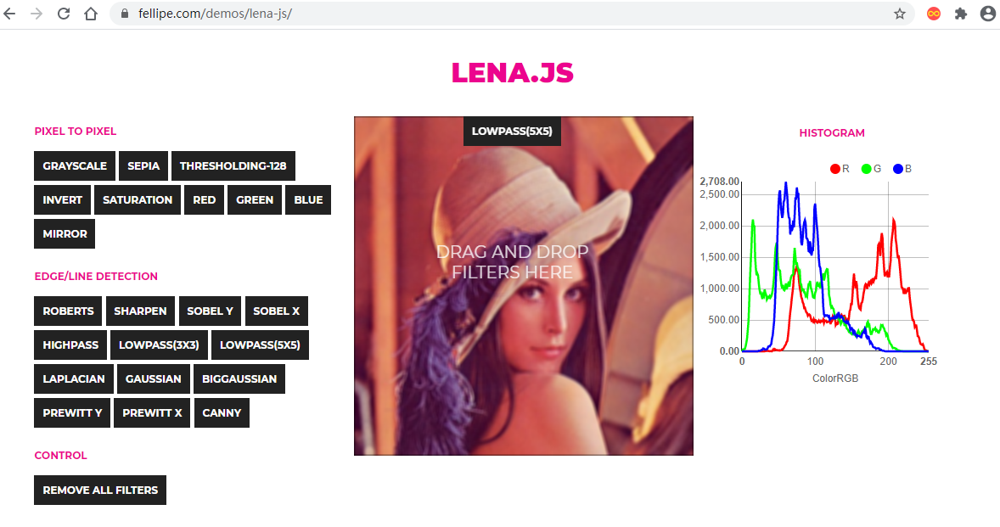 fellipe.com/demos/lena-js/
LENA.JS
PIXEL TO PIXEL
GRAYSCALE SEPIA THRESHOLDING-128
INVERT SATURATION RED GREEN BLUE
MIRROR
EDGE/LINE DETECTION
ROBERTS SHARPEN SOBEL Y SOBEL X
HIGHPASS LOWPASS(3X3) LOWPASS(5X5)
LAPLACIAN GAUSSIAN BIGGAUSSIAN
PREWITT Y PREWITT X CANNY
CONTROL
REMOVE ALL FILTERS
LOWPASS(5X5)
DRAG AND DROP
FILTERS HERE
HISTOGRAM
R G B
2,708.00
2,500.00
2,000.00
1,500.00
1,000.00
500.00
0.00
0 100 200 255
ColorRGB